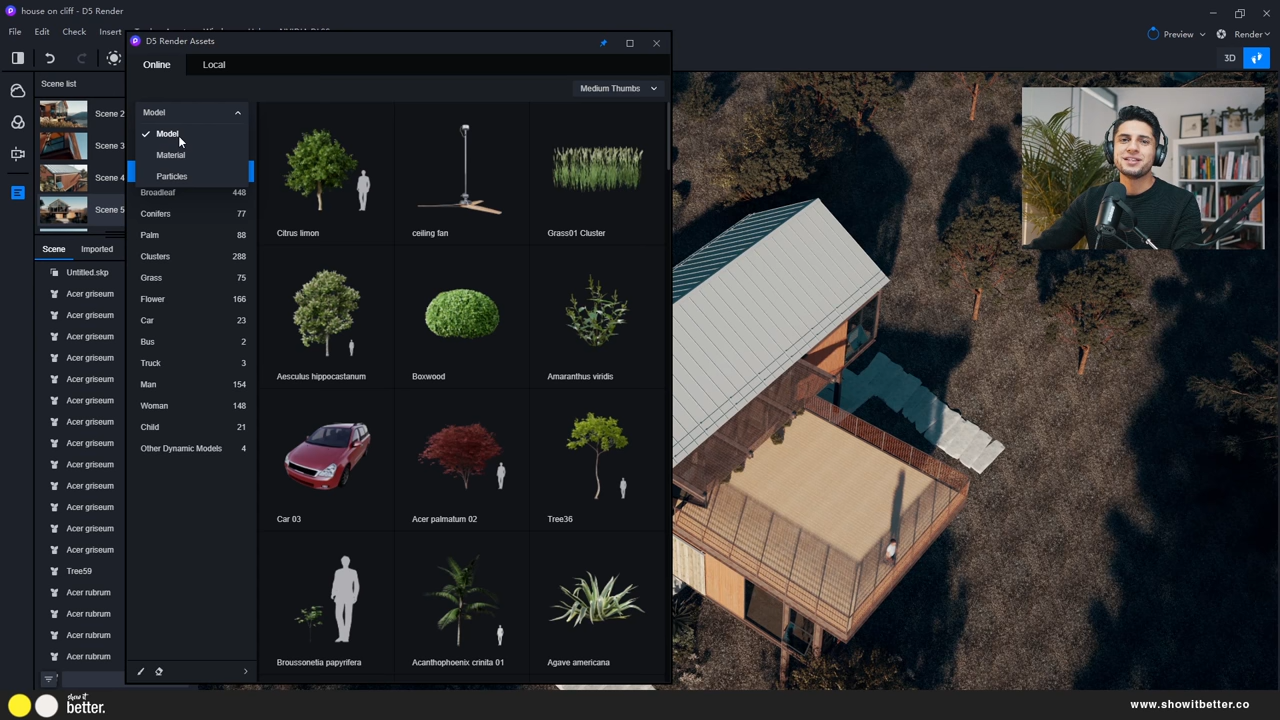 house on cliff - D5 Render
File
Edit
Check
Insert
Preview
Render
3D
D5 Render Assets
Online
Local
Medium Thumbs
Scene list
Scene 2
Scene 3
Scene 4
Scene 5
Scene
Imported
Untitled.skp
Acer griseum
Acer griseum
Acer griseum
Acer griseum
Acer griseum
Acer griseum
Acer griseum
Acer griseum
Acer griseum
Acer griseum
Acer griseum
Acer griseum
Acer griseum
Tree59
Acer rubrum
Acer rubrum
Acer rubrum
Acer rubrum
Model
Model
Material
Particles
Broadleaf 448
Conifers 77
Palm 88
Clusters 288
Grass 75
Flower 166
Car 23
Bus 2
Truck 3
Man 154
Woman 148
Child 21
Other Dynamic Models 4
Citrus limon
ceiling fan
Grass01 Cluster
Aesculus hippocastanum
Boxwood
Amaranthus viridis
Car 03
Acer palmatum 02
Tree36
Broussonetia papyrifera
Acanthophoenix crinita 01
Agave americana
show it
better.
www.showitbetter.co